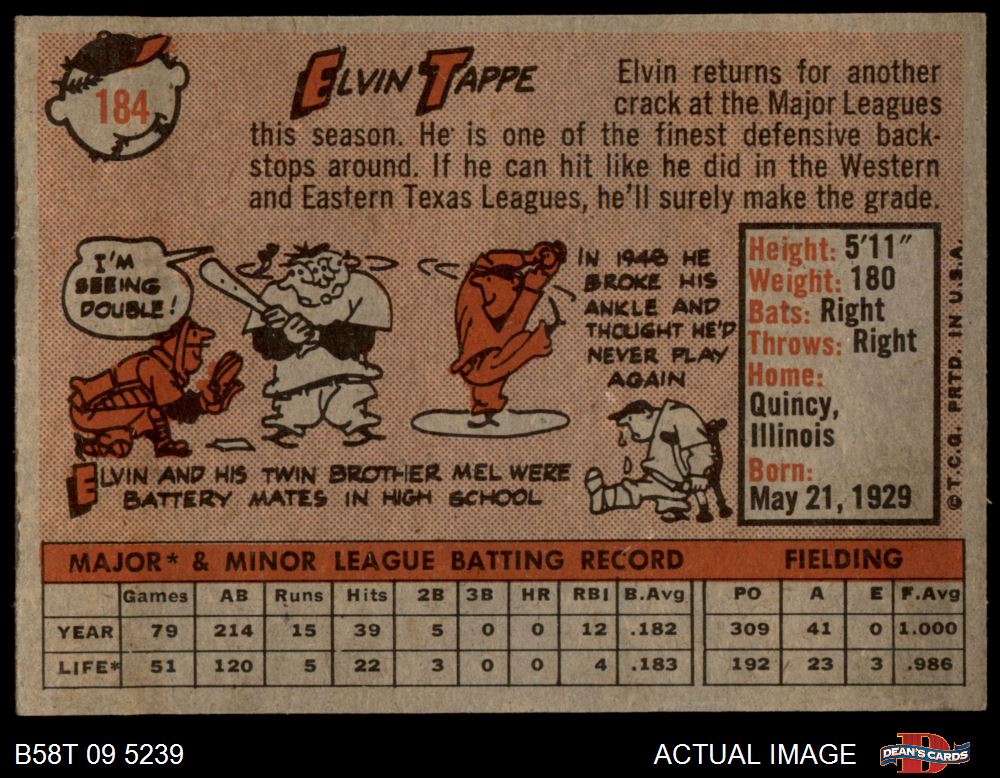 184
ELVIN TAPPE
Elvin returns for another
crack at the Major Leagues
this season. He is one of the finest defensive back-
stops around. If he can hit like he did in the Western
and Eastern Texas Leagues, he'll surely make the grade.
I'M
SEEING
DOUBLE!
ELVIN AND HIS TWIN BROTHER MEL WERE
BATTERY MATES IN HIGH SCHOOL
IN 1948 HE
BROKE HIS
ANKLE AND
THOUGHT HE'D
NEVER PLAY
AGAIN
Height: 5'11"
Weight: 180
Bats: Right
Throws: Right
Home:
Quincy,
Illinois
Born:
May 21, 1929
© T.C.G. PRTD. IN U.S.A.
MAJOR* & MINOR LEAGUE BATTING RECORD FIELDING
Games AB Runs Hits 2B 3B HR RBI B.Avg PO A E F.Avg
YEAR 79 214 15 39 5 0 0 12 .182 309 41 0 1.000
LIFE* 51 120 5 22 3 0 0 4 .183 192 23 3 .986
B58T 09 5239
ACTUAL IMAGE
DEAN'S CARDS